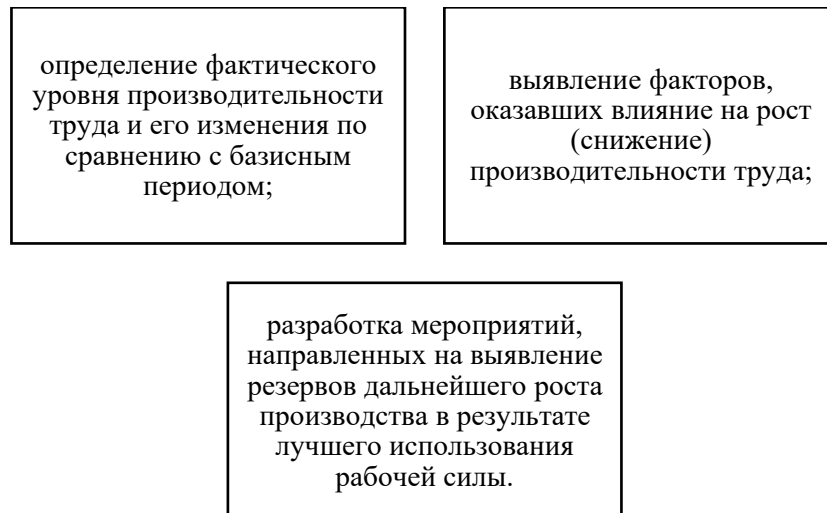 определение фактического
уровня производительности
труда и его изменения по
сравнению с базисным
периодом;
выявление факторов,
оказавших влияние на рост
(снижение)
производительности труда;
разработка мероприятий,
направленных на выявление
резервов дальнейшего роста
производства в результате
лучшего использования
рабочей силы.